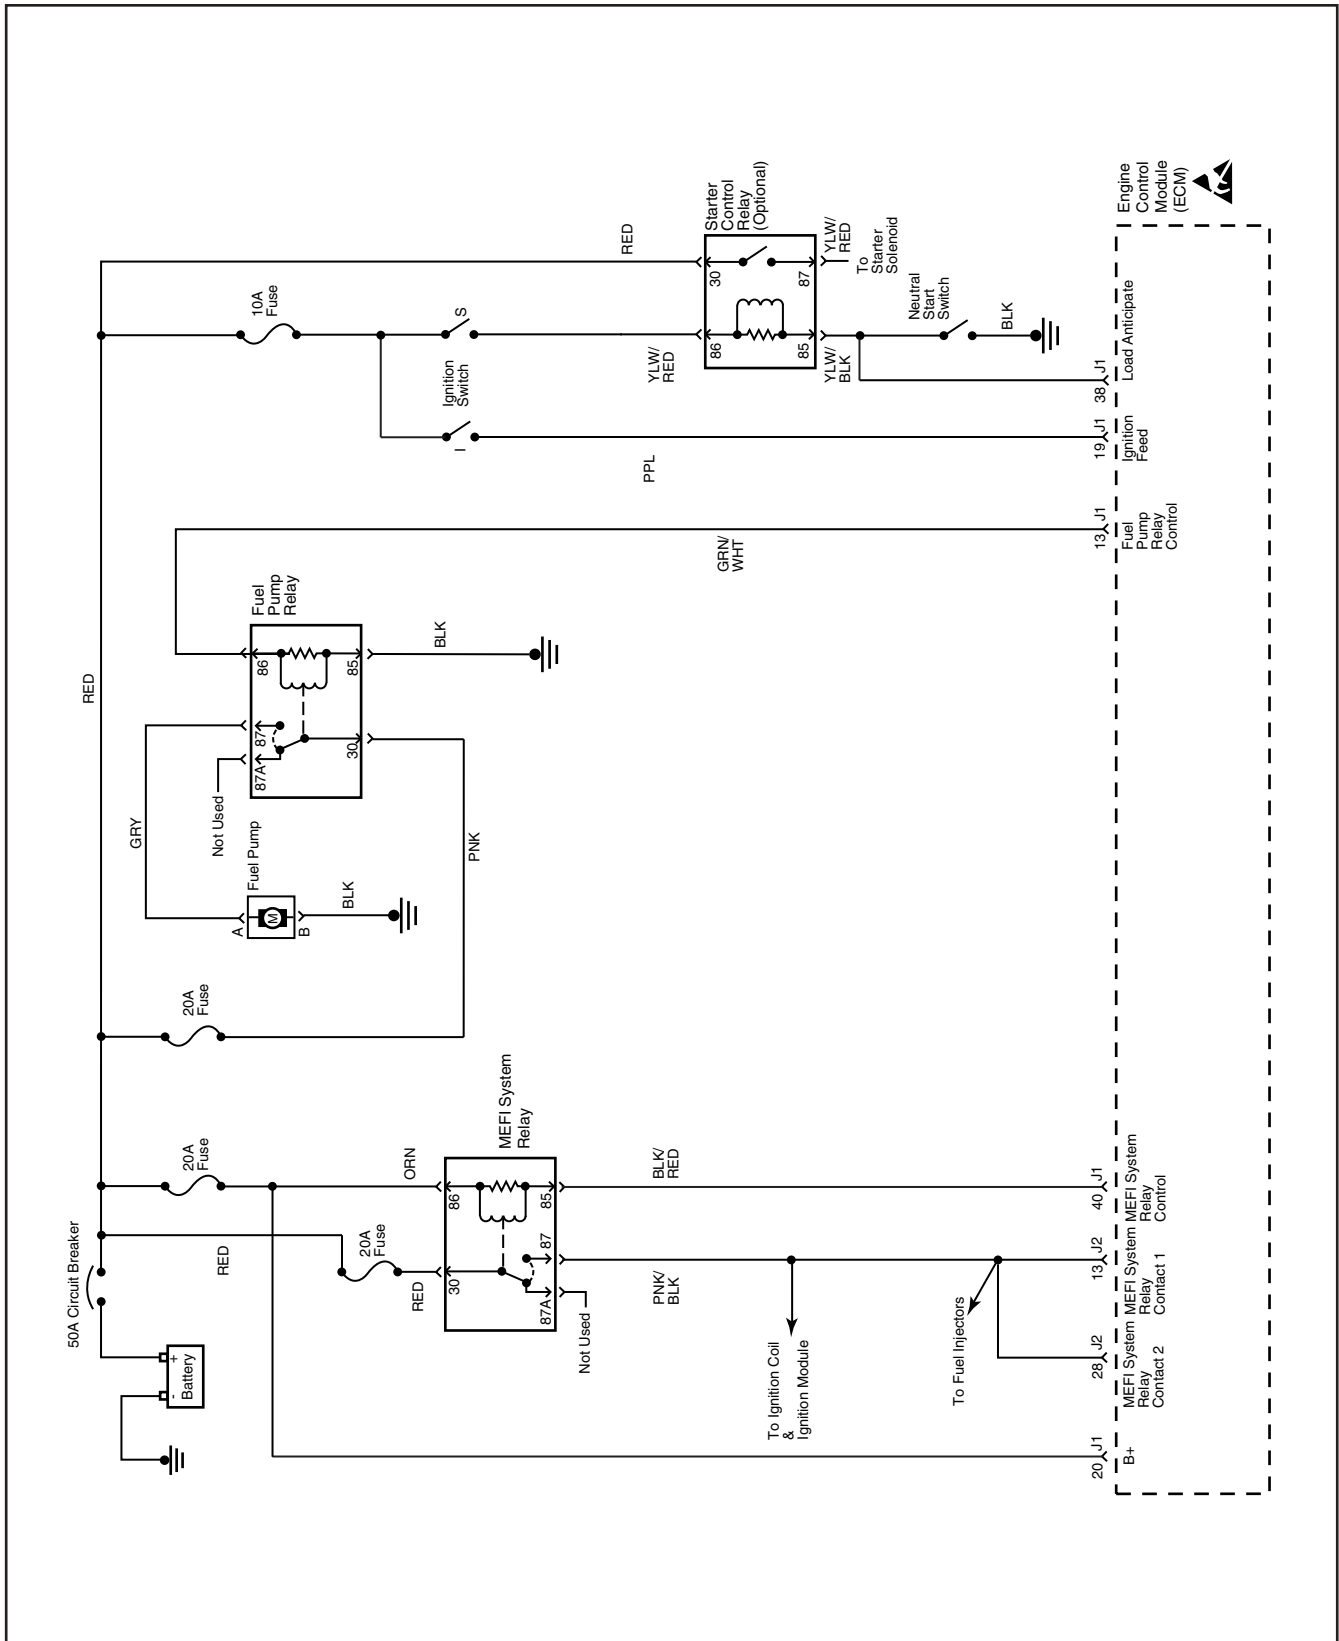 Engine
Control
Module
(ECM)
Starter
Control
Relay
(Optional)
RED
30
87
YLW/
RED
To
Starter
Solenoid
10A
Fuse
S
YLW/
RED
86
85
YLW/
BLK
Neutral
Start
Switch
BLK
Ignition
Switch
I
PPL
38
J1
Load Anticipate
19
J1
Ignition
Feed
GRN/
WHT
13
J1
Fuel
Pump
Relay
Control
RED
Fuel
Pump
Relay
86
85
BLK
87
87A
30
Not Used
GRY
PNK
Fuel Pump
A
M
B
BLK
20A
Fuse
20A
Fuse
ORN
MEFI System
Relay
86
85
BLK/
RED
40
J1
MEFI System
Relay
Control
50A Circuit Breaker
RED
20A
Fuse
RED
30
87
87A
Not Used
PNK/
BLK
13
J2
MEFI System
Relay
Contact 1
To Ignition Coil
&
Ignition Module
To Fuel Injectors
28
J2
MEFI System
Relay
Contact 2
+
-
Battery
20
J1
B+